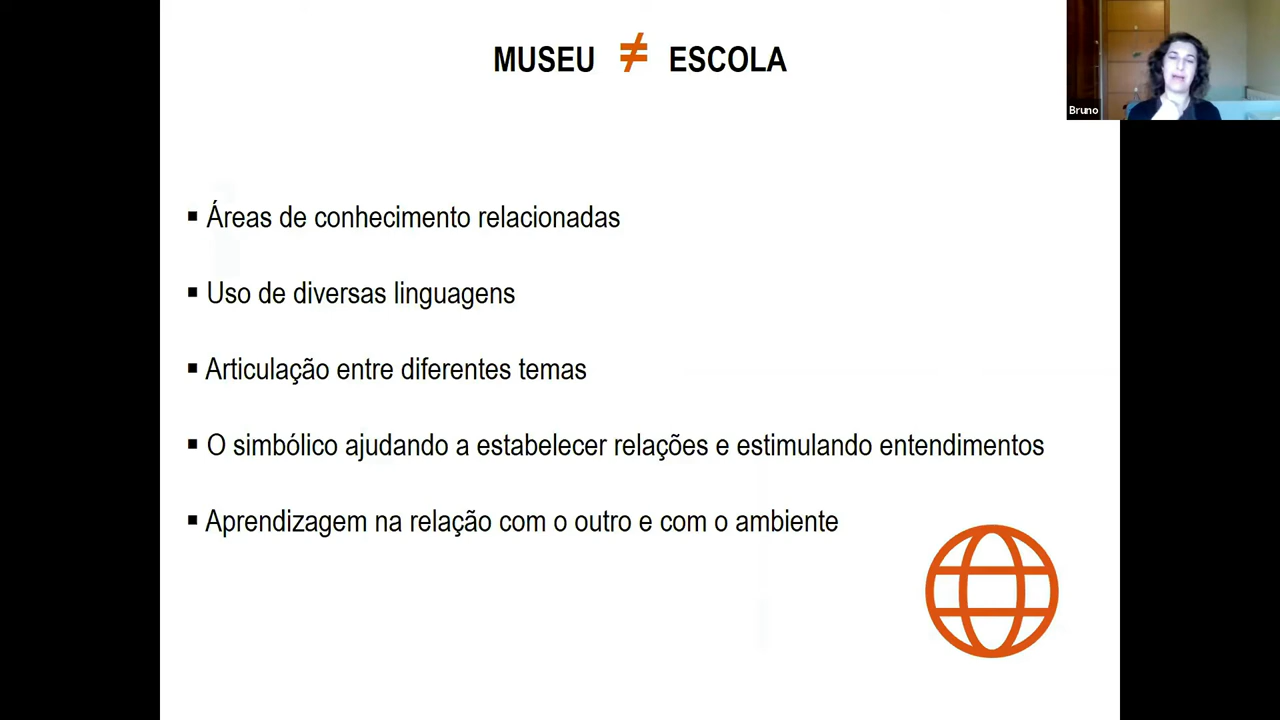 MUSEU ≠ ESCOLA
Bruno
▪ Áreas de conhecimento relacionadas
▪ Uso de diversas linguagens
▪ Articulação entre diferentes temas
▪ O simbólico ajudando a estabelecer relações e estimulando entendimentos
▪ Aprendizagem na relação com o outro e com o ambiente